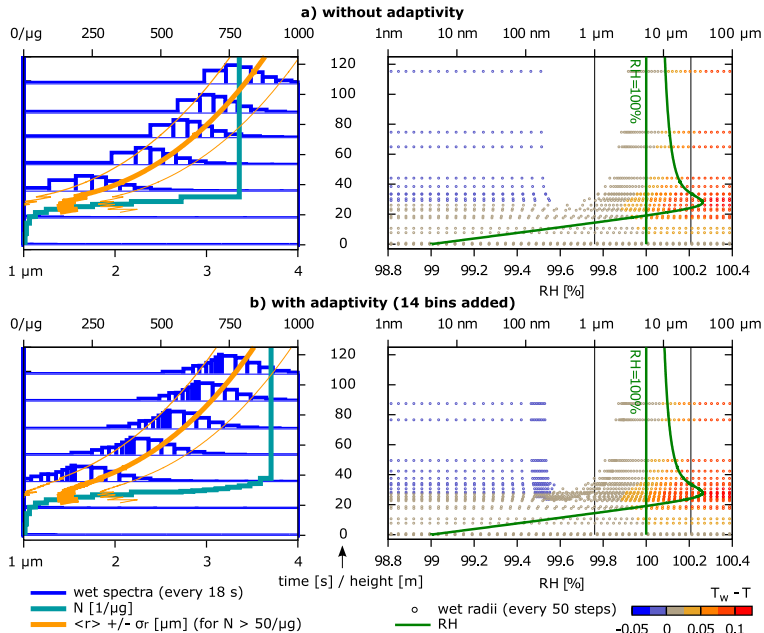 a) without adaptivity
0/µg 250 500 750 1000
1nm 10 nm 100 nm 1 µm 10 µm 100 µm
120
100
80
60
40
20
0
RH=100%
1 µm 2 3 4
98.8 99 99.2 99.4 99.6 99.8 100 100.2 100.4
RH [%]
b) with adaptivity (14 bins added)
0/µg 250 500 750 1000
1nm 10 nm 100 nm 1 µm 10 µm 100 µm
120
100
80
60
40
20
0
RH=100%
1 µm 2 3 4
98.8 99 99.2 99.4 99.6 99.8 100 100.2 100.4
time [s] / height [m]
RH [%]
wet spectra (every 18 s)
N [1/µg]
<r> +/- σr [µm] (for N > 50/µg)
wet radii (every 50 steps)
RH
Tw - T
-0.05 0 0.05 0.1